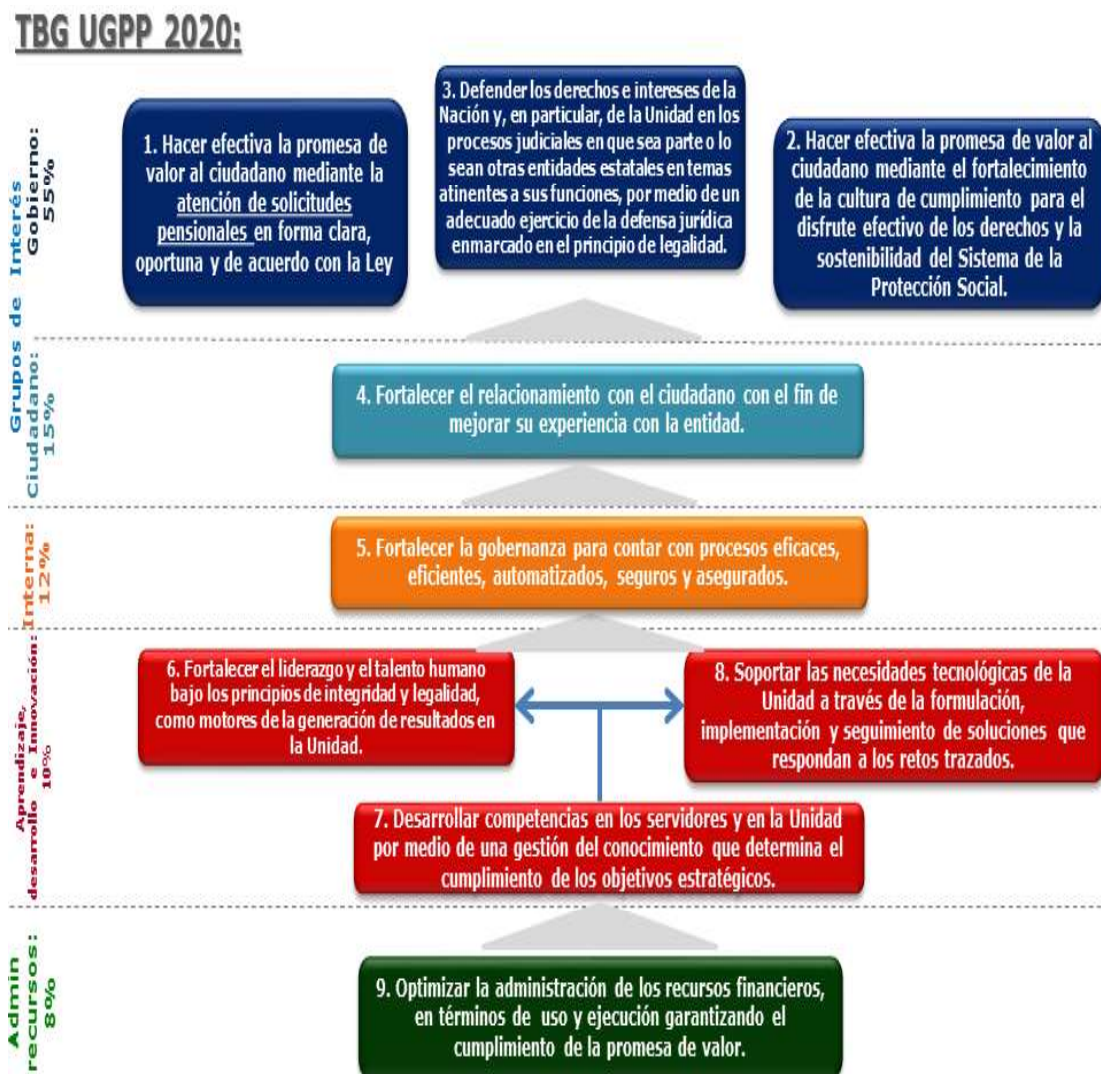 TBG UGPP 2020:
Grupos de Interés
Gobierno:
55%
1. Hacer efectiva la promesa de
valor al ciudadano mediante la
atención de solicitudes
pensionales en forma clara,
oportuna y de acuerdo con la Ley
3. Defender los derechos e intereses de la
Nación y, en particular, de la Unidad en los
procesos judiciales en que sea parte o lo
sean otras entidades estatales en temas
atinentes a sus funciones, por medio de un
adecuado ejercicio de la defensa jurídica
enmarcado en el principio de legalidad.
2. Hacer efectiva la promesa de valor al
ciudadano mediante el fortalecimiento
de la cultura de cumplimiento para el
disfrute efectivo de los derechos y la
sostenibilidad del Sistema de la
Protección Social.
Ciudadano:
15%
4. Fortalecer el relacionamiento con el ciudadano con el fin de
mejorar su experiencia con la entidad.
Interna:
12%
5. Fortalecer la gobernanza para contar con procesos eficaces,
eficientes, automatizados, seguros y asegurados.
Aprendizaje,
desarrollo e Innovación:
10%
6. Fortalecer el liderazgo y el talento humano
bajo los principios de integridad y legalidad,
como motores de la generación de resultados en
la Unidad.
8. Soportar las necesidades tecnológicas de la
Unidad a través de la formulación,
implementación y seguimiento de soluciones que
respondan a los retos trazados.
7. Desarrollar competencias en los servidores y en la Unidad
por medio de una gestión del conocimiento que determina el
cumplimiento de los objetivos estratégicos.
Admin
recursos:
8%
9. Optimizar la administración de los recursos financieros,
en términos de uso y ejecución garantizando el
cumplimiento de la promesa de valor.